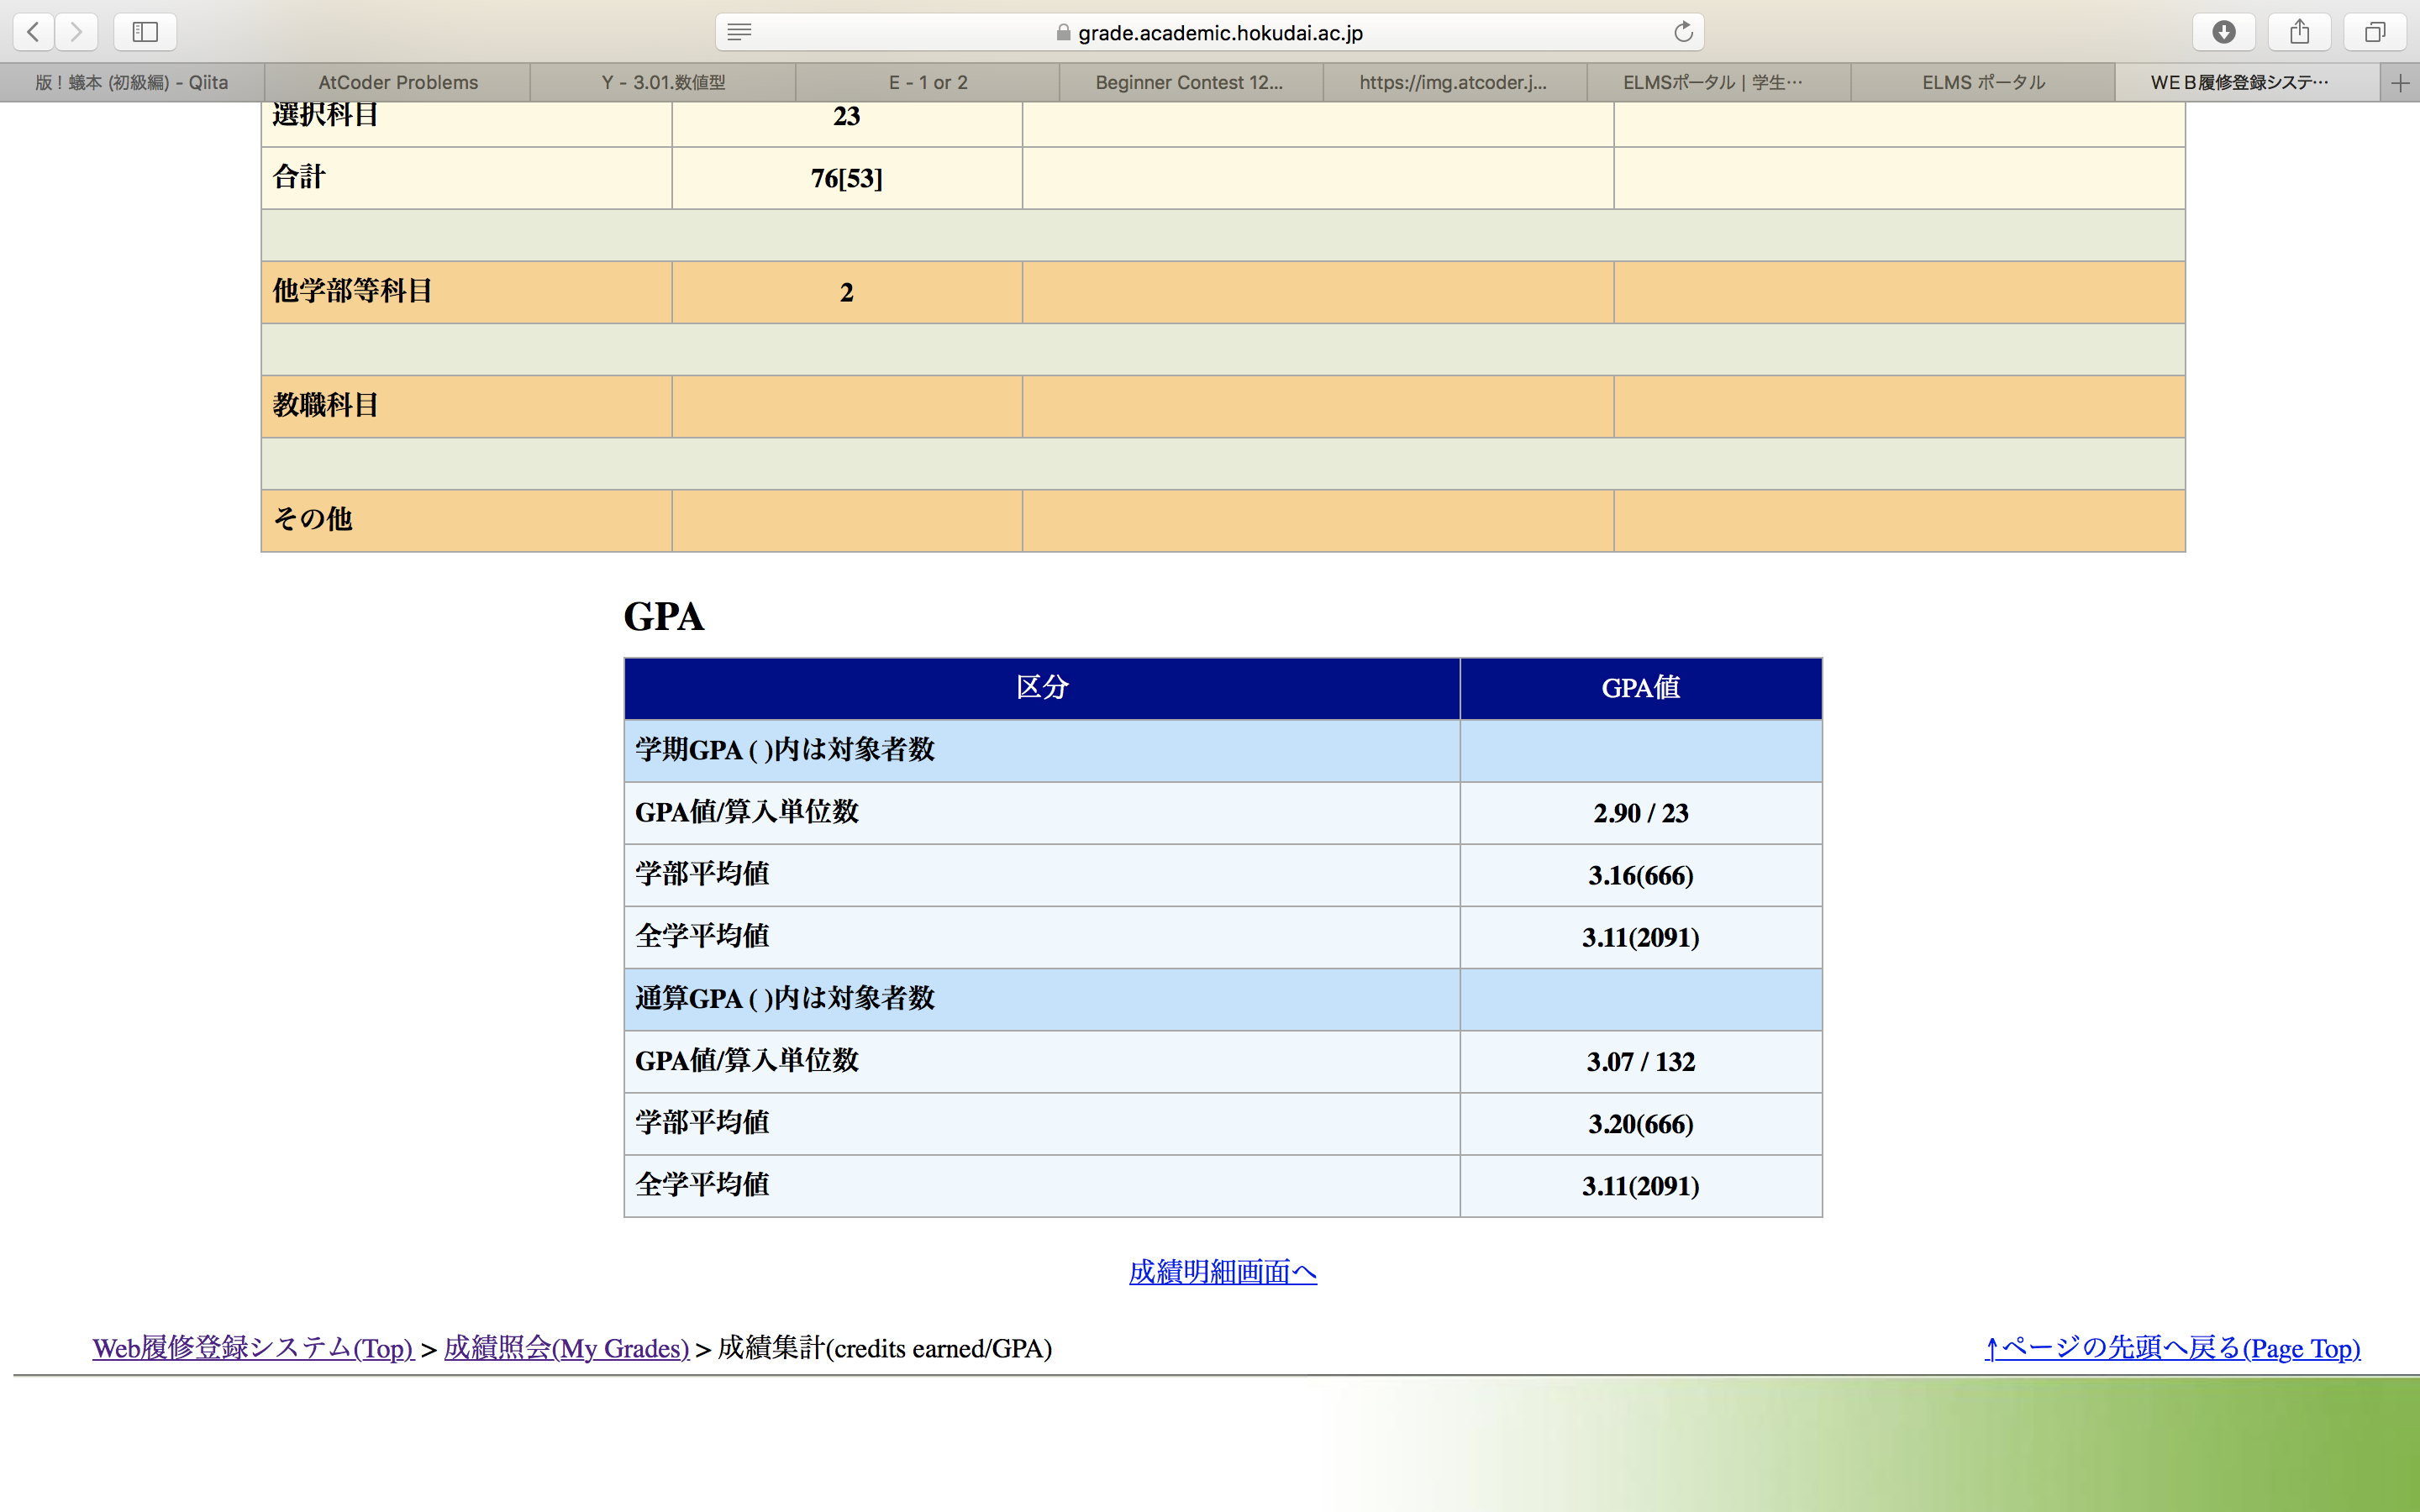 grade.academic.hokudai.ac.jp
版！蟻本 (初級編) - Qiita
AtCoder Problems
Y - 3.01.数値型
E - 1 or 2
Beginner Contest 12...
https://img.atcoder.j...
ELMSポータル | 学生…
ELMS ポータル
ＷＥＢ履修登録システ…
選択科目 23
合計 76[53]
他学部等科目 2
教職科目
その他
GPA
区分 GPA値
学期GPA ( )内は対象者数
GPA値/算入単位数 2.90 / 23
学部平均値 3.16(666)
全学平均値 3.11(2091)
通算GPA ( )内は対象者数
GPA値/算入単位数 3.07 / 132
学部平均値 3.20(666)
全学平均値 3.11(2091)
成績明細画面へ
Web履修登録システム(Top) > 成績照会(My Grades) > 成績集計(credits earned/GPA)
↑ページの先頭へ戻る(Page Top)